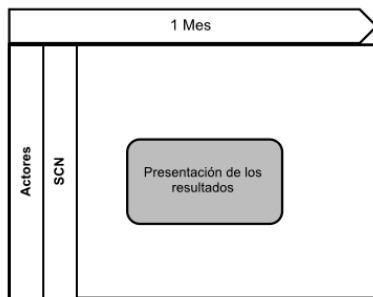 1 Mes
Actores
SCN
Presentación de los
resultados